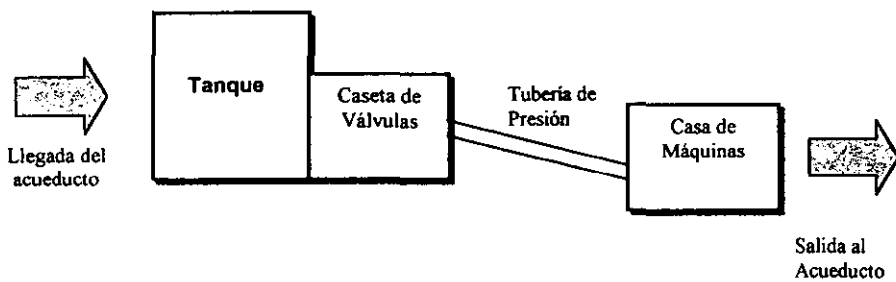 Llegada del
acueducto
Tanque
Caseta de
Válvulas
Tubería de
Presión
Casa de
Máquinas
Salida al
Acueducto